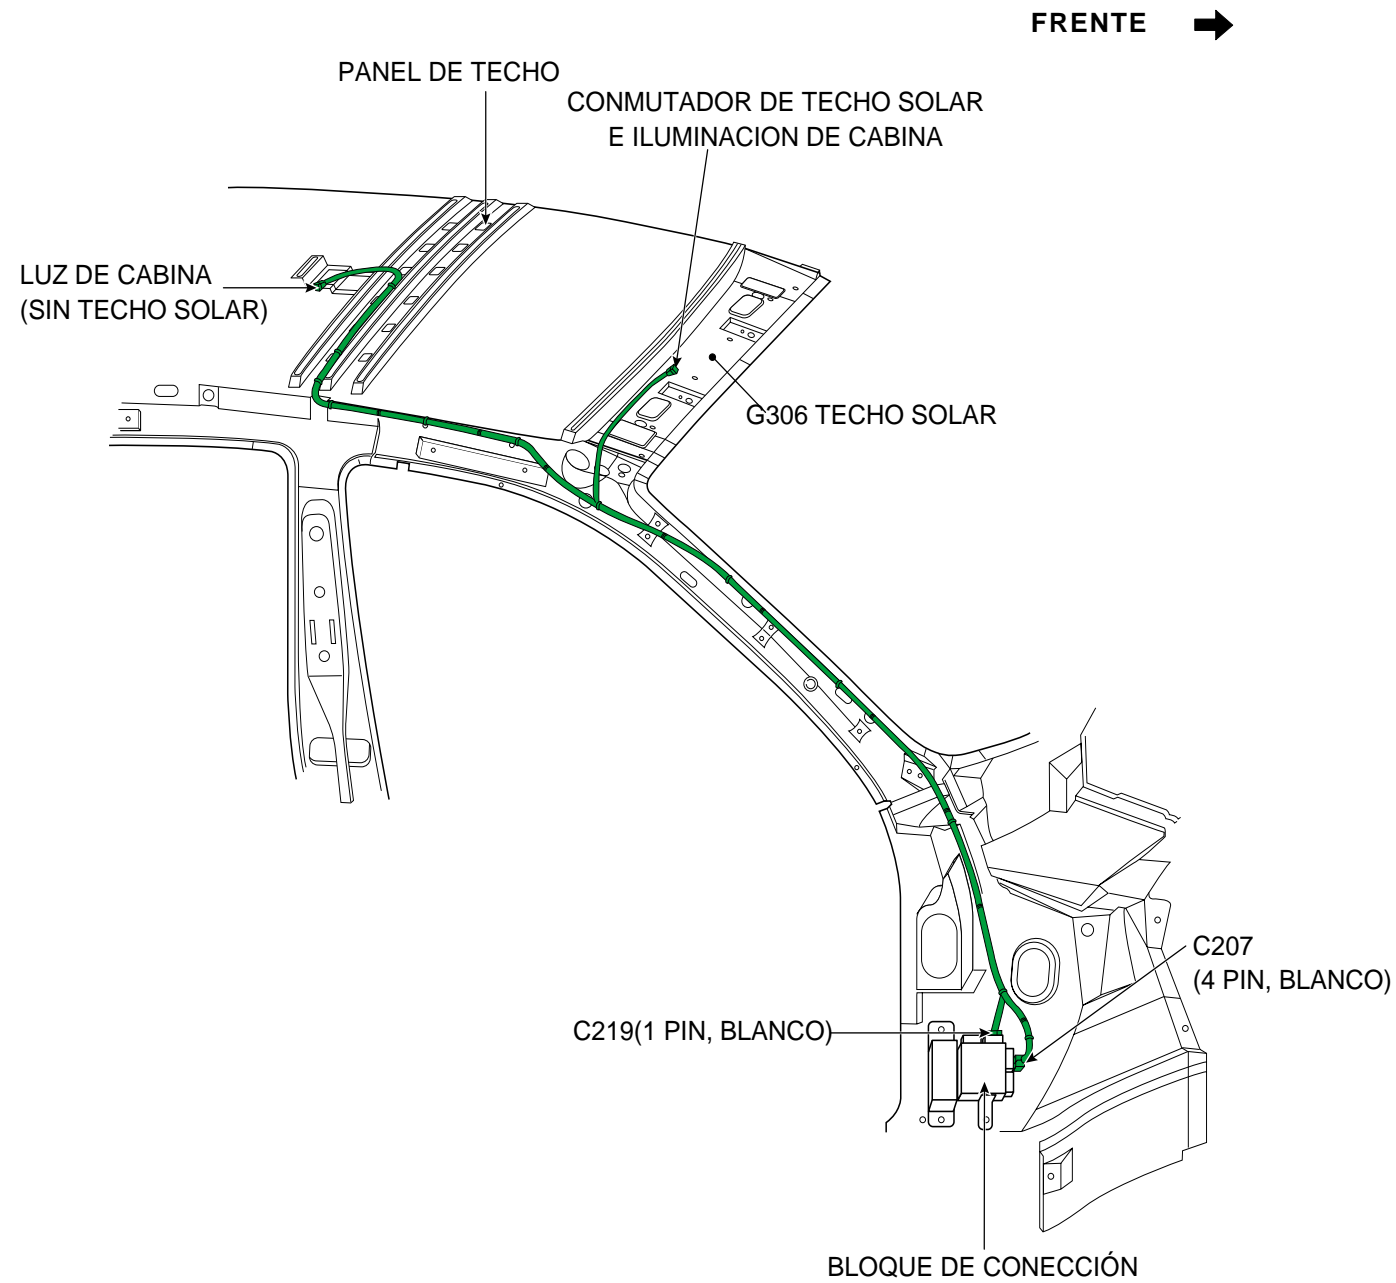 FRENTE
PANEL DE TECHO
CONMUTADOR DE TECHO SOLAR
E ILUMINACION DE CABINA
LUZ DE CABINA
(SIN TECHO SOLAR)
G306 TECHO SOLAR
C207
(4 PIN, BLANCO)
C219(1 PIN, BLANCO)
BLOQUE DE CONECCIÓN